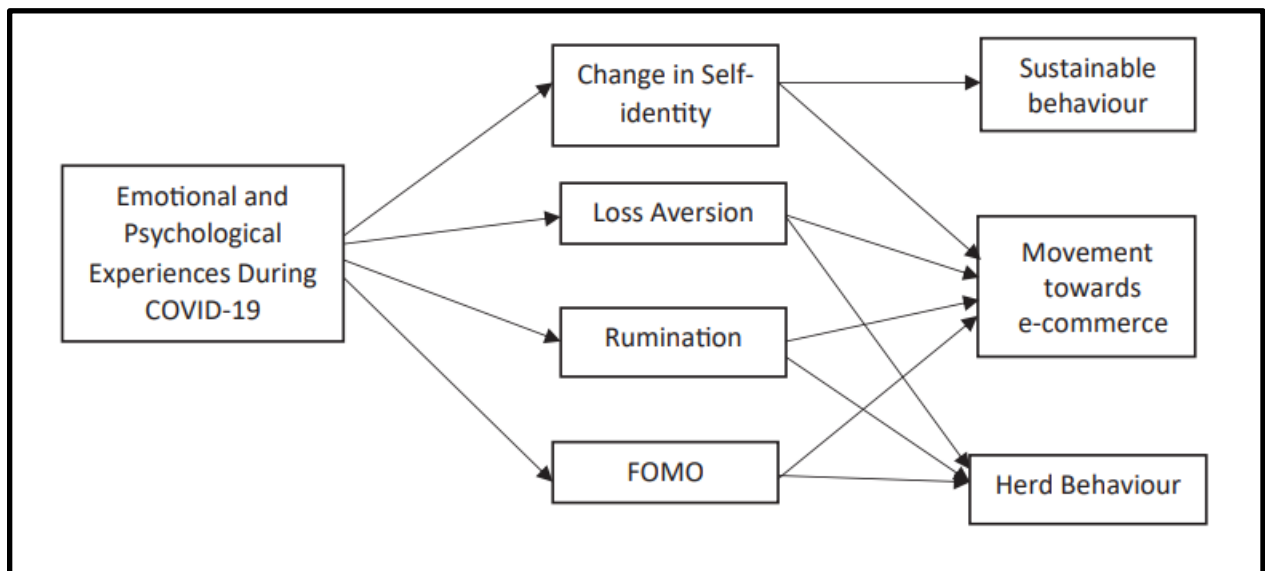 Emotional and
Psychological
Experiences During
COVID-19
Change in Self-
identity
Loss Aversion
Rumination
FOMO
Sustainable
behaviour
Movement
towards
e-commerce
Herd Behaviour